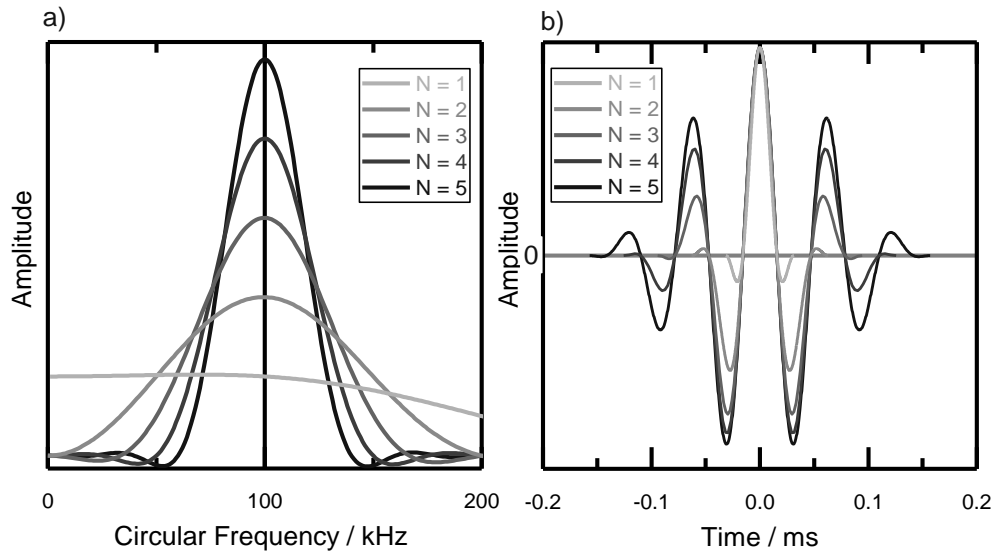 a)
N = 1
N = 2
N = 3
N = 4
N = 5
Amplitude
0 100 200
Circular Frequency / kHz
b)
N = 1
N = 2
N = 3
N = 4
N = 5
Amplitude
0
-0.2 -0.1 0.0 0.1 0.2
Time / ms